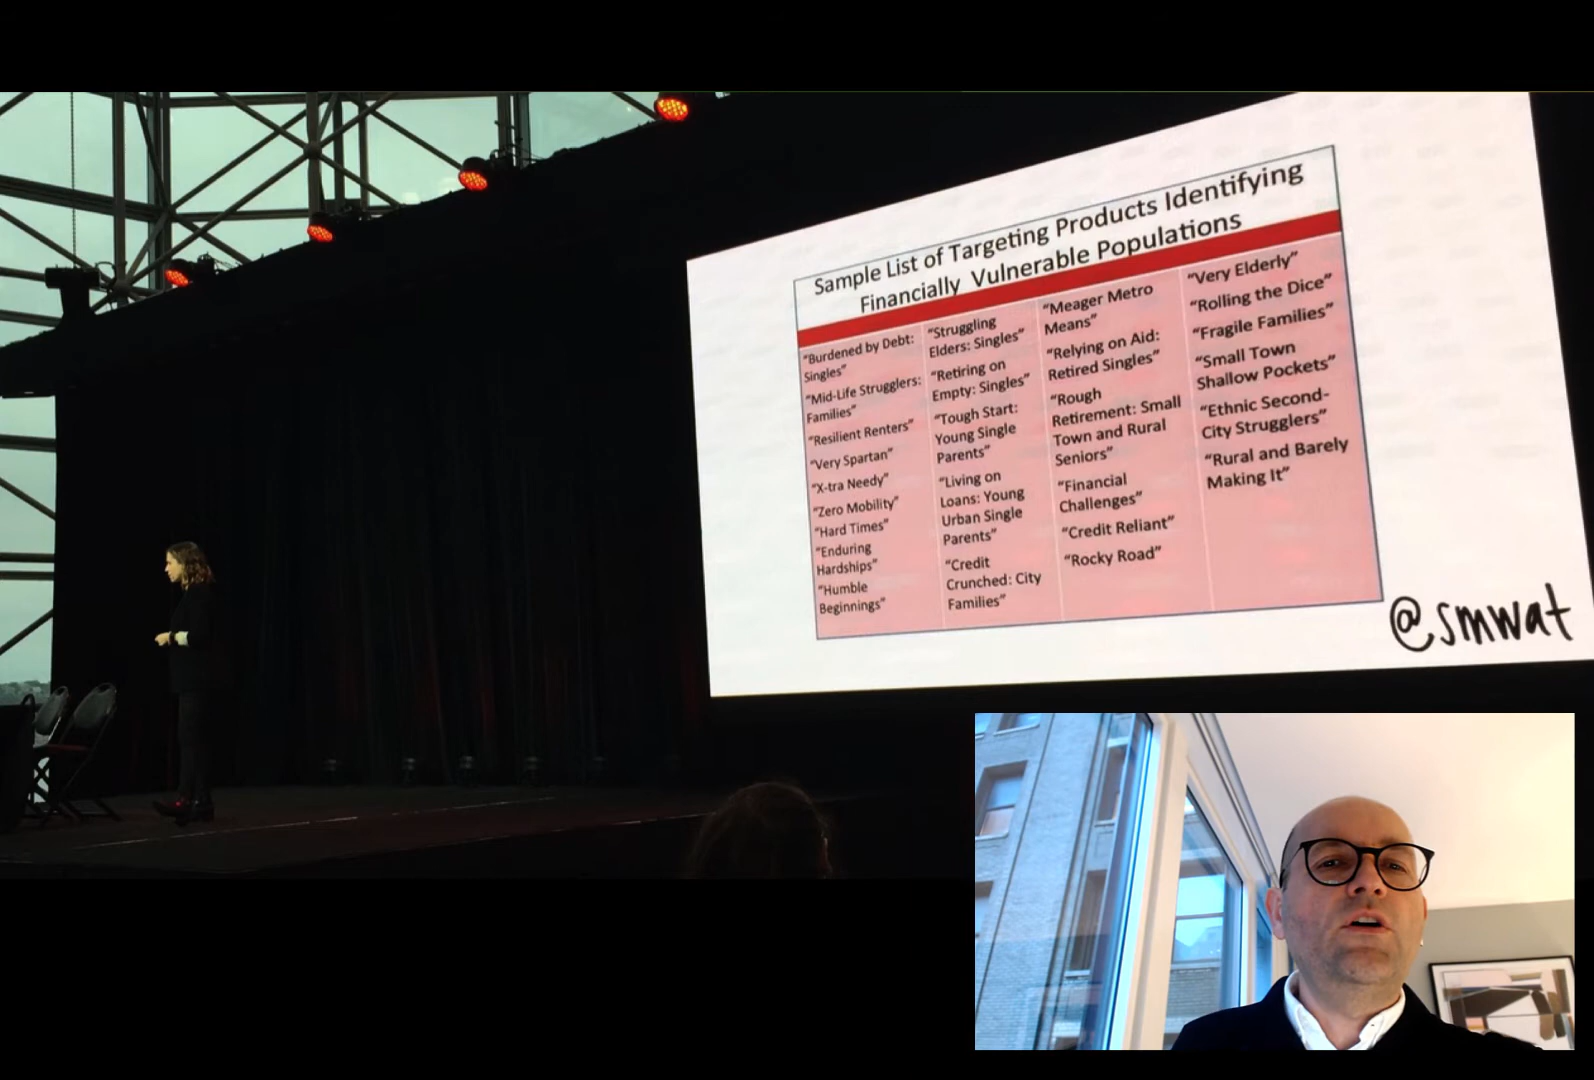 Sample List of Targeting Products Identifying
Financially Vulnerable Populations
"Burdened by Debt:
Singles"
"Mid-Life Strugglers:
Families"
"Resilient Renters"
"Very Spartan"
"X-tra Needy"
"Zero Mobility"
"Hard Times"
"Enduring
Hardships"
"Humble
Beginnings"
"Struggling
Elders: Singles"
"Retiring on
Empty: Singles"
"Tough Start:
Young Single
Parents"
"Living on
Loans: Young
Urban Single
Parents"
"Credit
Crunched: City
Families"
"Meager Metro
Means"
"Relying on Aid:
Retired Singles"
"Rough
Retirement: Small
Town and Rural
Seniors"
"Financial
Challenges"
"Credit Reliant"
"Rocky Road"
"Very Elderly"
"Rolling the Dice"
"Fragile Families"
"Small Town
Shallow Pockets"
"Ethnic Second-
City Strugglers"
"Rural and Barely
Making It"
@smwat